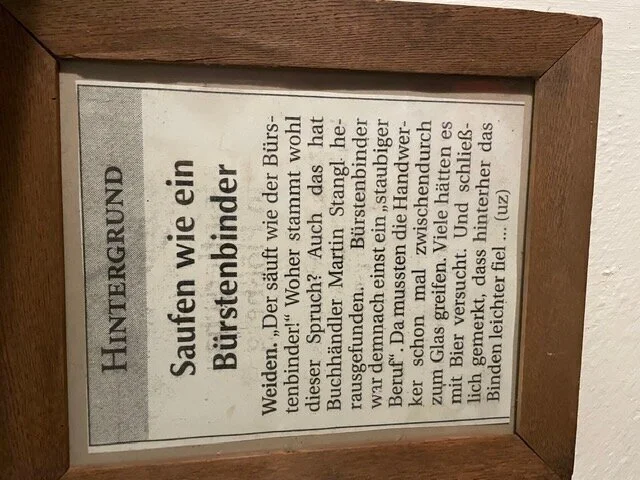 HINTERGRUND
Saufen wie ein
Bürstenbinder
Weiden. „Der säuft wie der Bürs-
tenbinder!" Woher stammt wohl
dieser Spruch? Auch das hat
Buchhändler Martin Stangl he-
rausgefunden. Bürstenbinder
war demnach einst ein „staubiger
Beruf". Da mussten die Handwer-
ker schon mal zwischendurch
zum Glas greifen. Viele hätten es
mit Bier versucht. Und schließ-
lich gemerkt, dass hinterher das
Binden leichter fiel ... (uz)